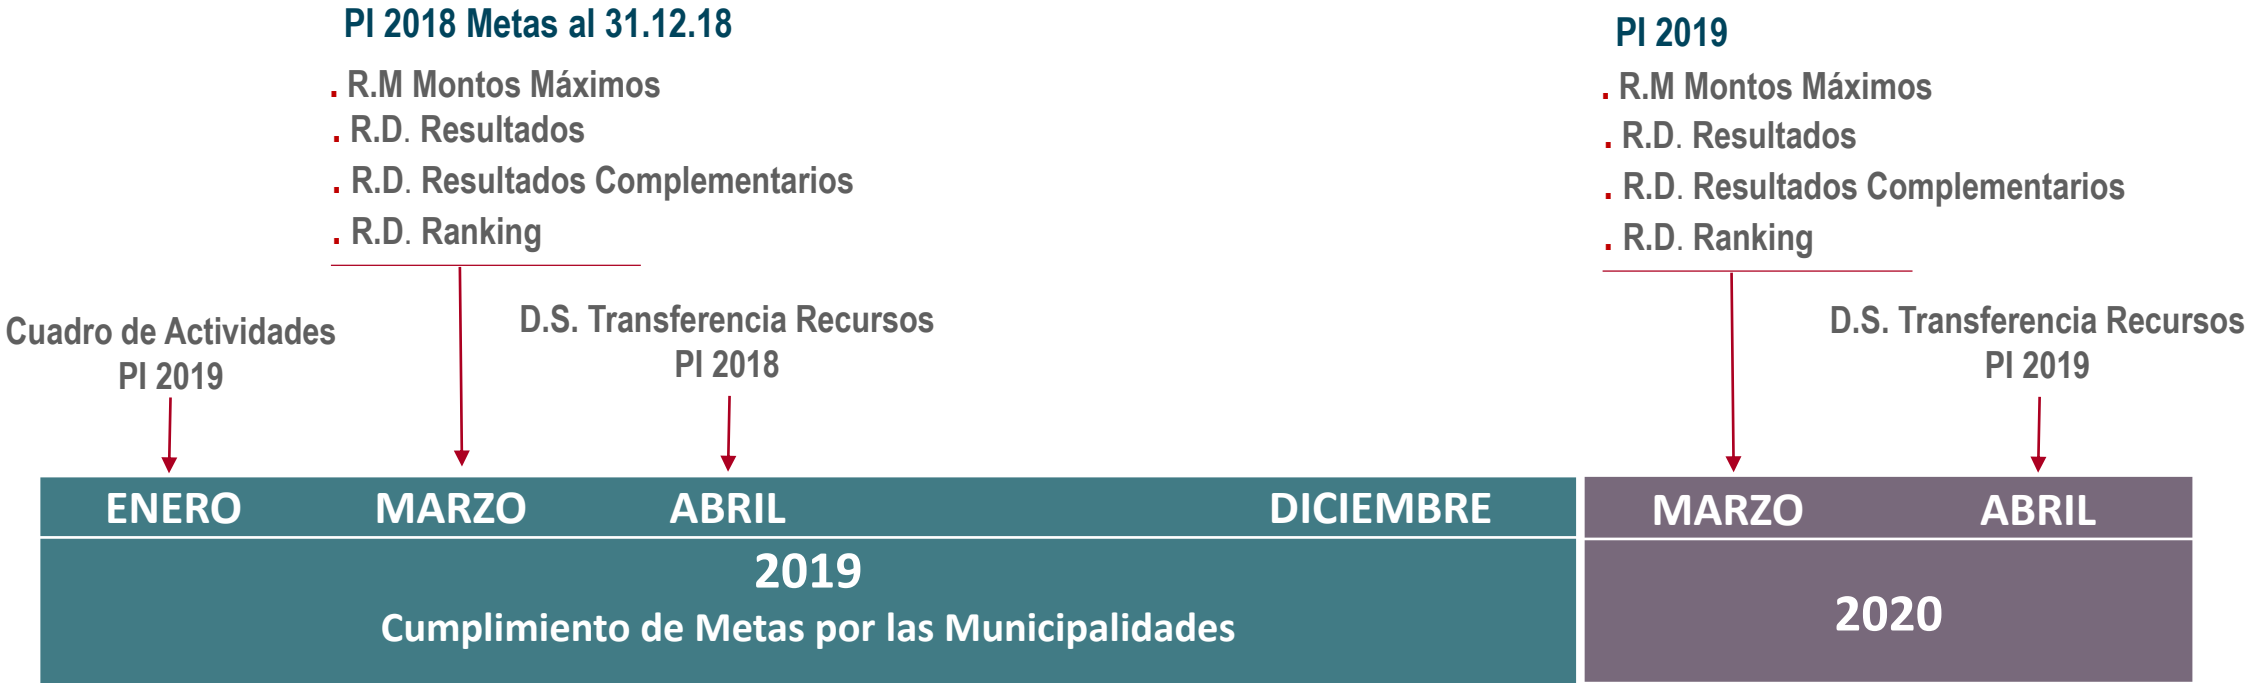 PI 2018 Metas al 31.12.18
. R.M Montos Máximos
. R.D. Resultados
. R.D. Resultados Complementarios
. R.D. Ranking
PI 2019
. R.M Montos Máximos
. R.D. Resultados
. R.D. Resultados Complementarios
. R.D. Ranking
Cuadro de Actividades
PI 2019
D.S. Transferencia Recursos
PI 2018
D.S. Transferencia Recursos
PI 2019
ENERO
MARZO
ABRIL
DICIEMBRE
MARZO
ABRIL
2019
Cumplimiento de Metas por las Municipalidades
2020